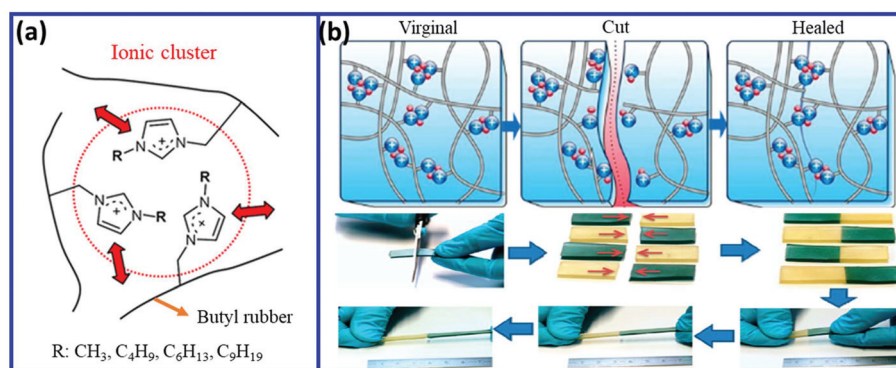 (a)
Ionic cluster
R
N
N
+
R
N
+
N
N
R
+
N
Butyl rubber
R: CH₃, C₄H₉, C₆H₁₃, C₉H₁₉
(b)
Virginal
Cut
Healed